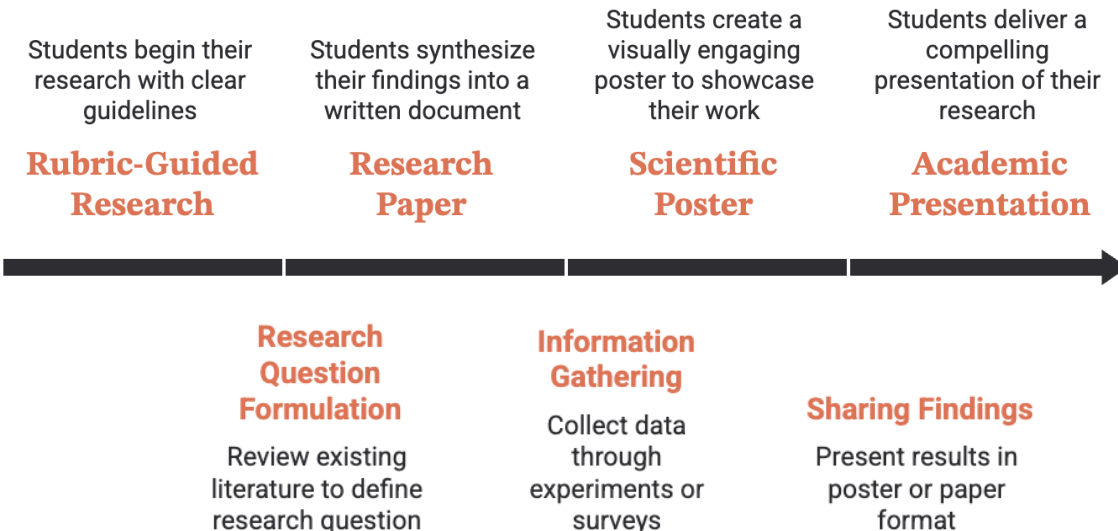 Students begin their
research with clear
guidelines
Rubric-Guided
Research
Students synthesize
their findings into a
written document
Research
Paper
Students create a
visually engaging
poster to showcase
their work
Scientific
Poster
Students deliver a
compelling
presentation of their
research
Academic
Presentation
Research
Question
Formulation
Review existing
literature to define
research question
Information
Gathering
Collect data
through
experiments or
surveys
Sharing Findings
Present results in
poster or paper
format